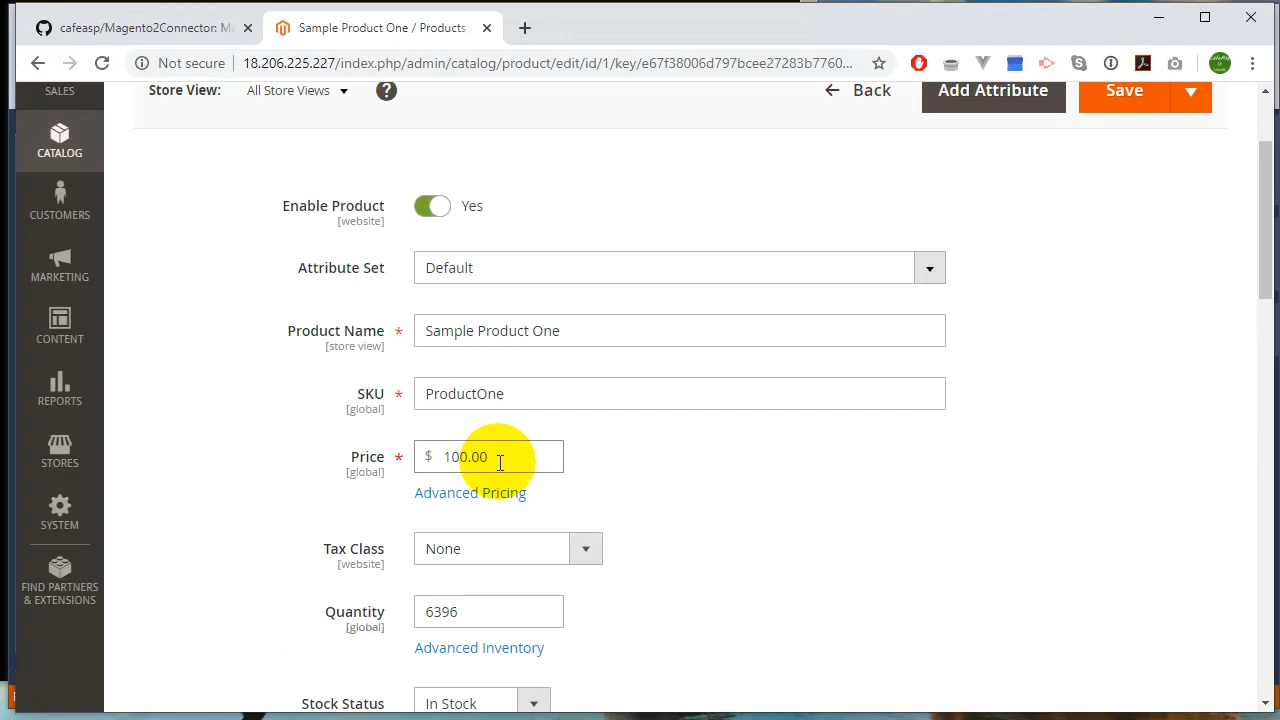 cafeasp/Magento2Connector: Ma
Sample Product One / Products
Not secure
18.206.225.227/index.php/admin/catalog/product/edit/id/1/key/e67f38006d797bcee27283b7760...
SALES
Store View: All Store Views
?
Back
Add Attribute
Save
CATALOG
CUSTOMERS
MARKETING
CONTENT
REPORTS
STORES
SYSTEM
FIND PARTNERS
& EXTENSIONS
Enable Product
[website]
Yes
Attribute Set
Default
Product Name *
[store view]
Sample Product One
SKU *
[global]
ProductOne
Price *
[global]
$ 100.00
Advanced Pricing
Tax Class
[website]
None
Quantity
[global]
6396
Advanced Inventory
Stock Status
In Stock